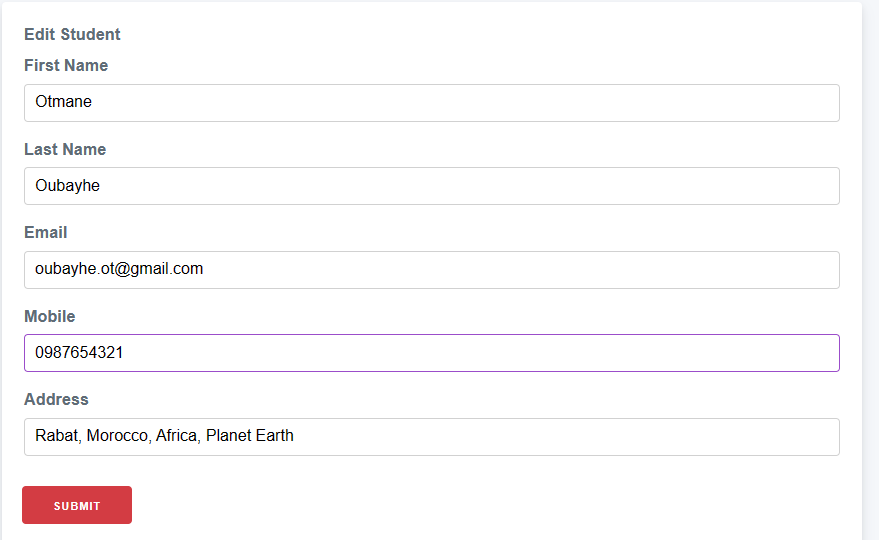 Edit Student
First Name
Otmane
Last Name
Oubayhe
Email
oubayhe.ot@gmail.com
Mobile
0987654321
Address
Rabat, Morocco, Africa, Planet Earth
SUBMIT